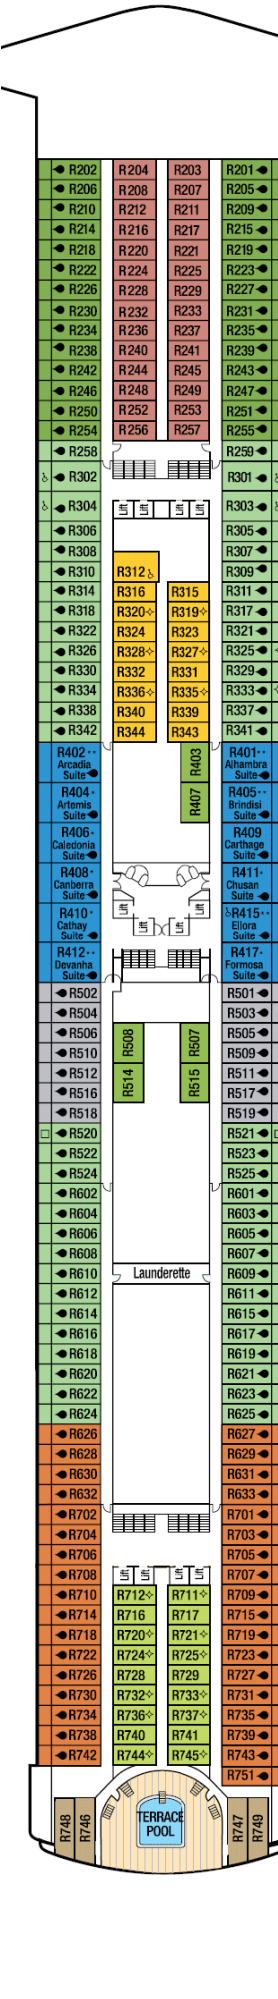 R202 R204 R203 R201
R206 R208 R207 R205
R210 R212 R211 R209
R214 R216 R217 R215
R218 R220 R221 R219
R222 R224 R225 R223
R226 R228 R229 R227
R230 R232 R233 R231
R234 R236 R237 R235
R238 R240 R241 R239
R242 R244 R245 R243
R246 R248 R249 R247
R250 R252 R253 R251
R254 R256 R257 R255
R258 R259
R302 R301
R304 Lift Lift Lift Lift R303
R306 R305
R308 R307
R310 R312 R309
R314 R316 R315 R311
R318 R320 R319 R317
R322 R324 R323 R321
R326 R328 R327 R325
R330 R332 R331 R329
R334 R336 R335 R333
R338 R340 R339 R337
R342 R344 R343 R341
R402
Arcadia
Suite
R403
R401
Alhambra
Suite
R404
Artemis
Suite
R407
R405
Brindisi
Suite
R406
Caledonia
Suite
R409
Carthage
Suite
R408
Canberra
Suite
R411
Chusan
Suite
R410
Cathay
Suite
Lift Lift
Lift Lift
R415
Ellora
Suite
R412
Devanha
Suite
R417
Formosa
Suite
R502 R501
R504 R503
R506 R508 R507 R505
R510 R509
R512 R514 R515 R511
R516 R517
R518 R519
R520 R521
R522 R523
R524 R525
R602 R601
R604 R603
R606 R605
R608 R607
R610 Launderette R609
R612 R611
R614 R615
R616 R617
R618 R619
R620 R621
R622 R623
R624 R625
R626 R627
R628 R629
R630 R631
R632 R633
R702 R701
R704 R703
R706 R705
R708 Lift Lift Lift Lift R707
R710 R712 R711 R709
R714 R716 R717 R715
R718 R720 R721 R719
R722 R724 R725 R723
R726 R728 R729 R727
R730 R732 R733 R731
R734 R736 R737 R735
R738 R740 R741 R739
R742 R744 R745 R743
R751
R748 R746
TERRACE
POOL
R747 R749